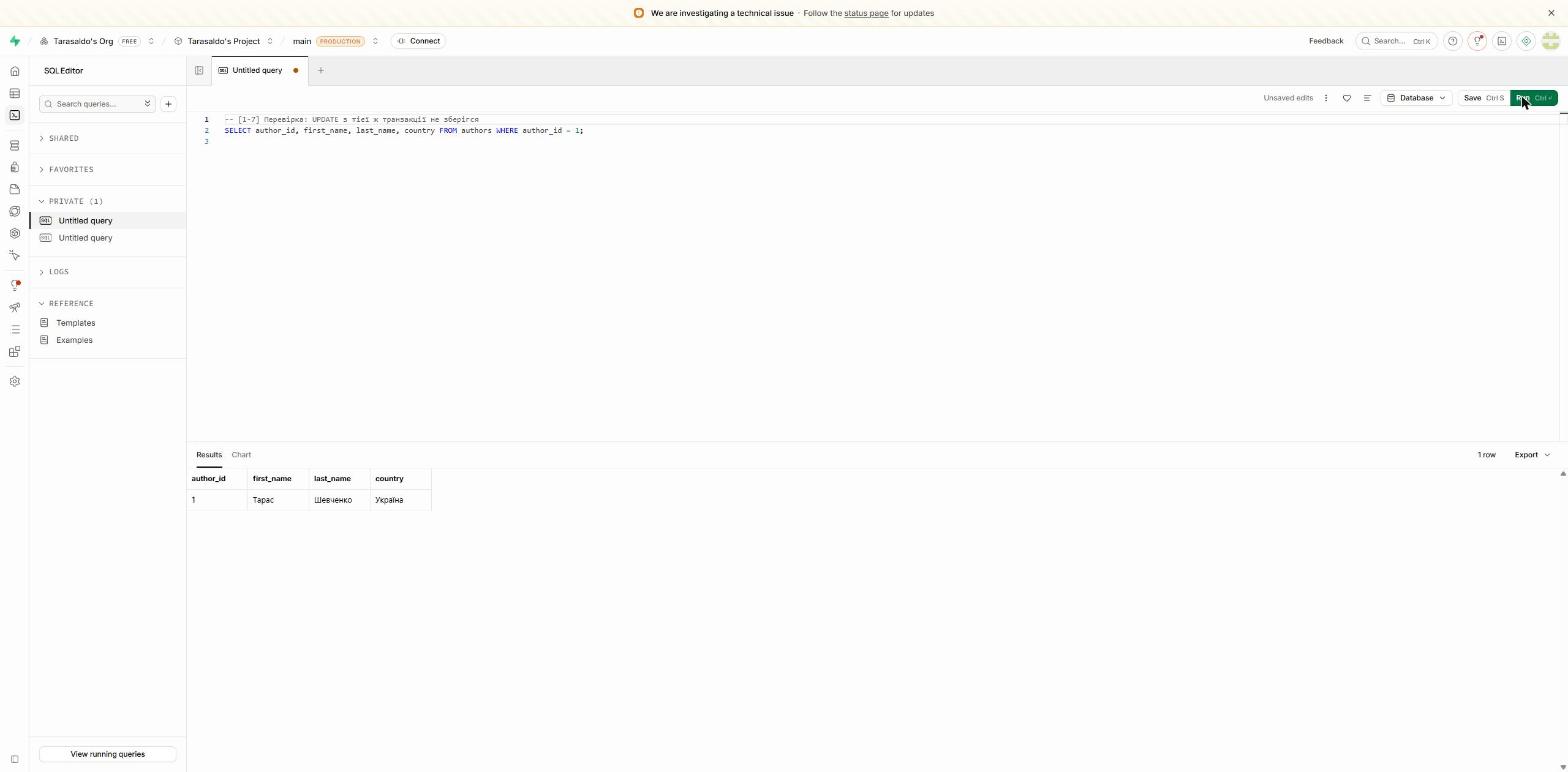 We are investigating a technical issue · Follow the status page for updates
Tarasaldo's Org FREE / Tarasaldo's Project / main PRODUCTION Connect
Feedback Search... Ctrl K
SQL Editor
Untitled query
Search queries...
Unsaved edits Database Save Ctrl S Run Ctrl ↵
SHARED
FAVORITES
PRIVATE (1)
SQL Untitled query
SQL Untitled query
LOGS
REFERENCE
Templates
Examples
View running queries
1 -- [1-7] Перевірка: UPDATE з тієї ж транзакції не зберігся
2 SELECT author_id, first_name, last_name, country FROM authors WHERE author_id = 1;
3
Results Chart 1 row Export
author_id first_name last_name country
1 Тарас Шевченко Україна